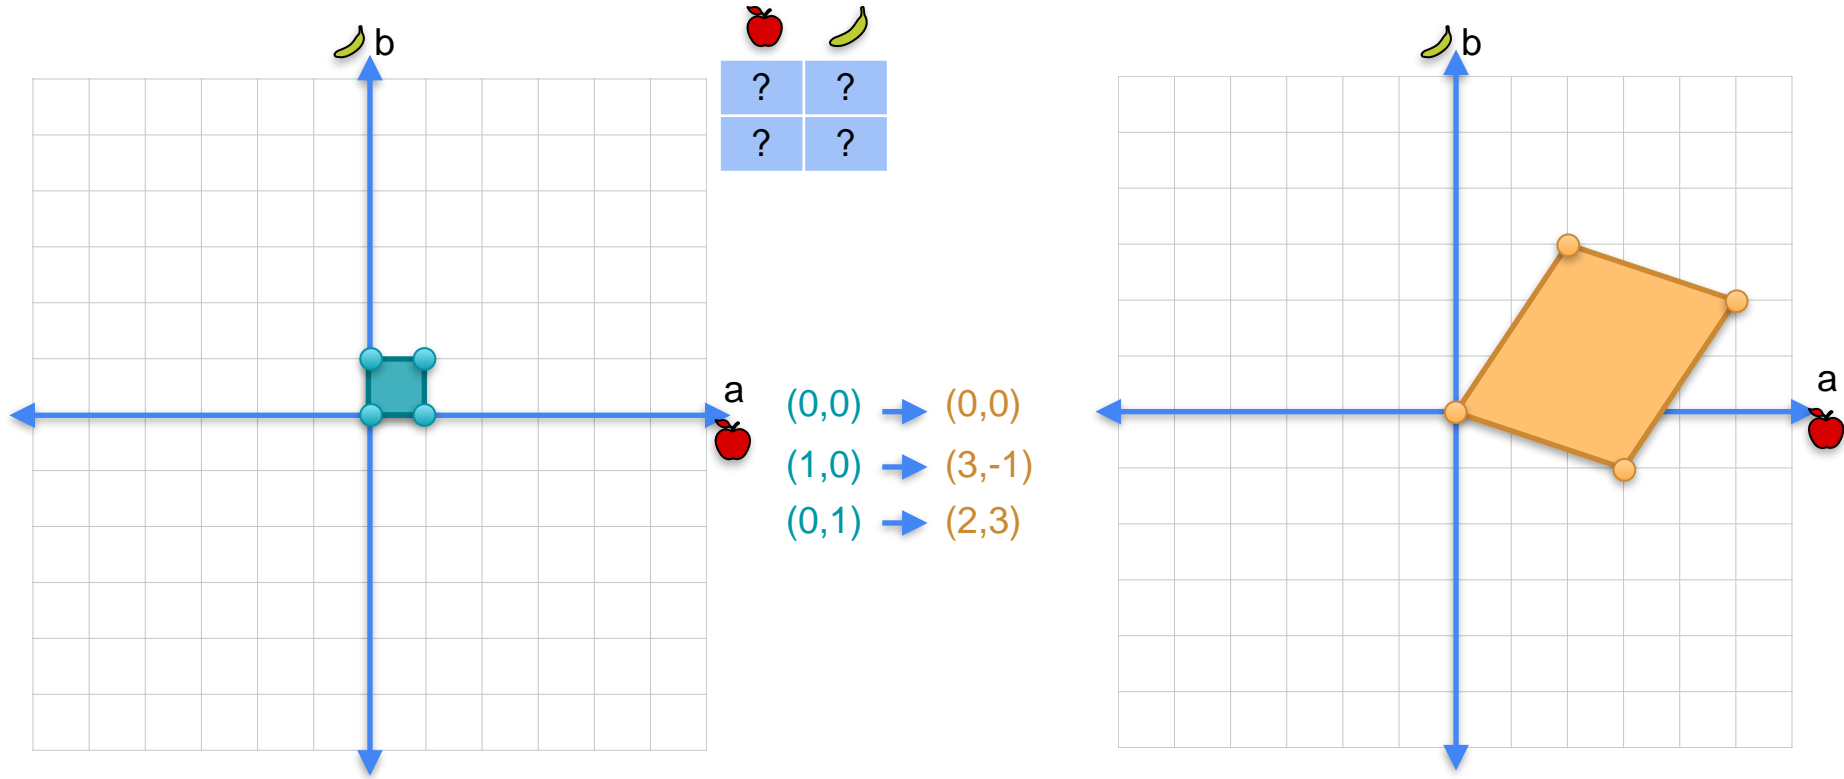 b
? ?
? ?
a
(0,0) (0,0)
(1,0) (3,-1)
(0,1) (2,3)
b
a